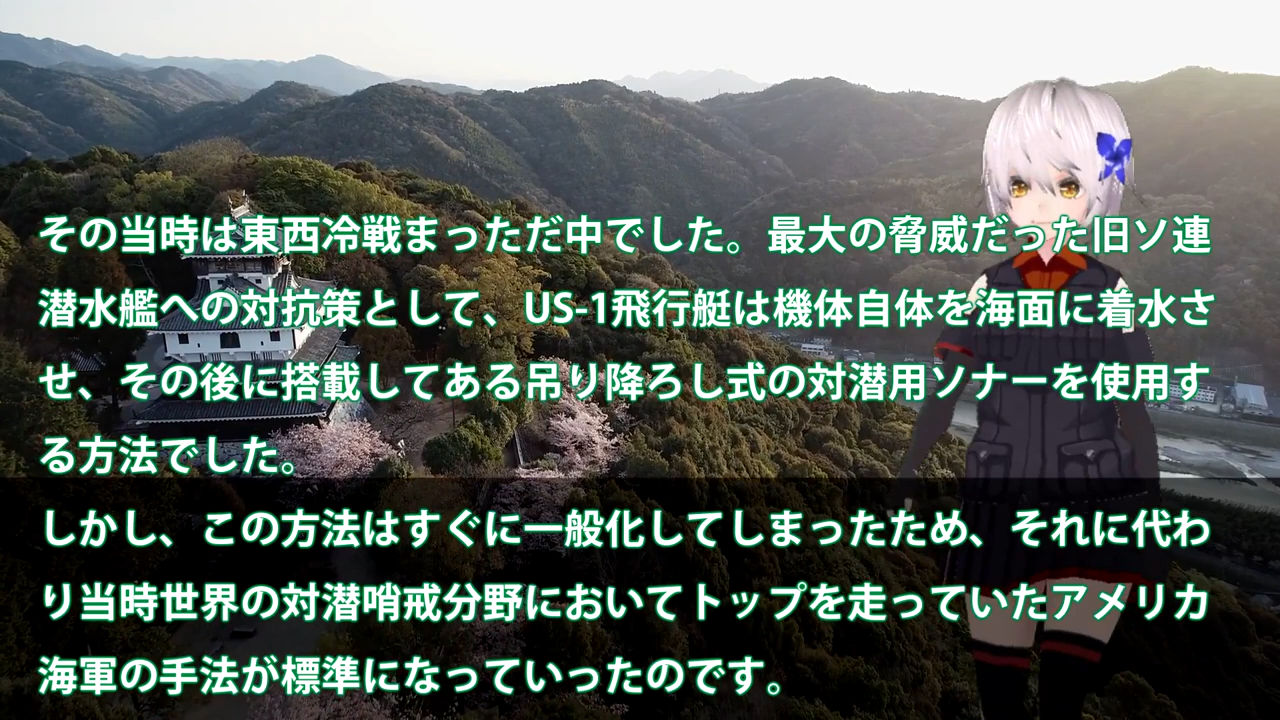 その当時は東西冷戦まっただ中でした。最大の脅威だった旧ソ連
潜水艦への対抗策として、US-1飛行艇は機体自体を海面に着水さ
せ、その後に搭載してある吊り降ろし式の対潜用ソナーを使用す
る方法でした。
しかし、この方法はすぐに一般化してしまったため、それに代わ
り当時世界の対潜哨戒分野においてトップを走っていたアメリカ
海軍の手法が標準になっていったのです。